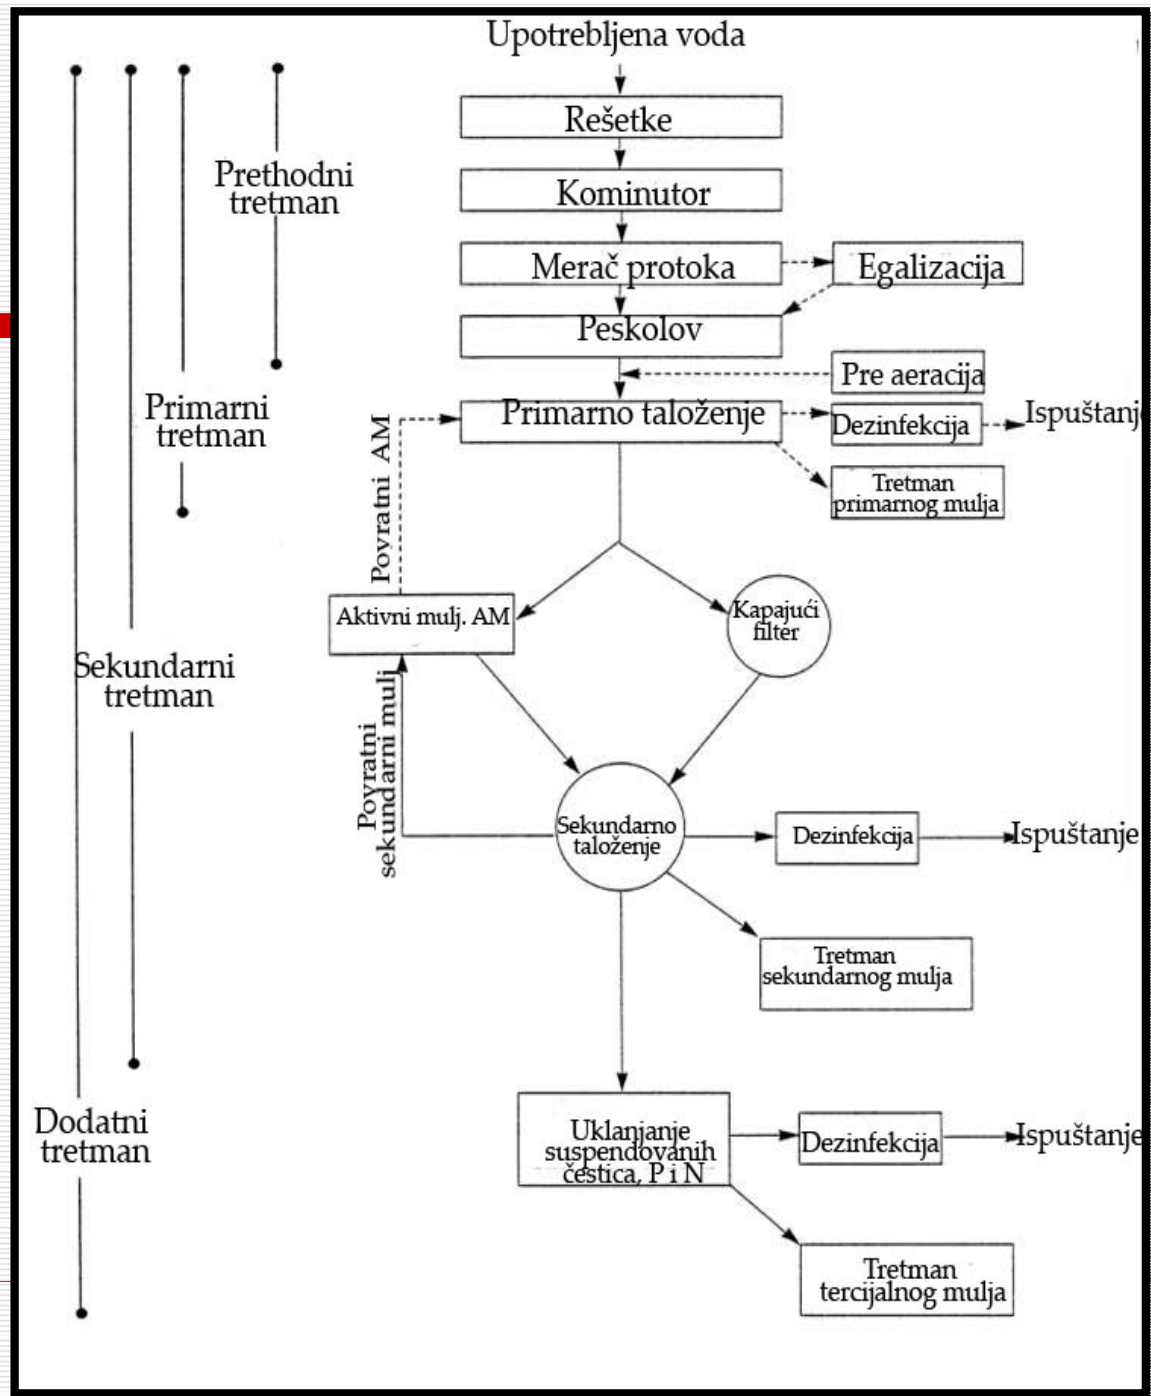 Upotrebljena voda
Rešetke
Prethodni
tretman
Kominutor
Merač protoka
Egalizacija
Peskolov
Pre aeracija
Primarni
tretman
Primarno taloženje
Dezinfekcija
Ispuštanje
Tretman
primarnog mulja
Povratni AM
Aktivni mulj. AM
Kapajući
filter
Sekundarni
tretman
Povratni
sekundarni mulj
Sekundarno
taloženje
Dezinfekcija
Ispuštanje
Tretman
sekundarnog mulja
Dodatni
tretman
Uklanjanje
suspendovanih
čestica, P i N
Dezinfekcija
Ispuštanje
Tretman
tercijalnog mulja